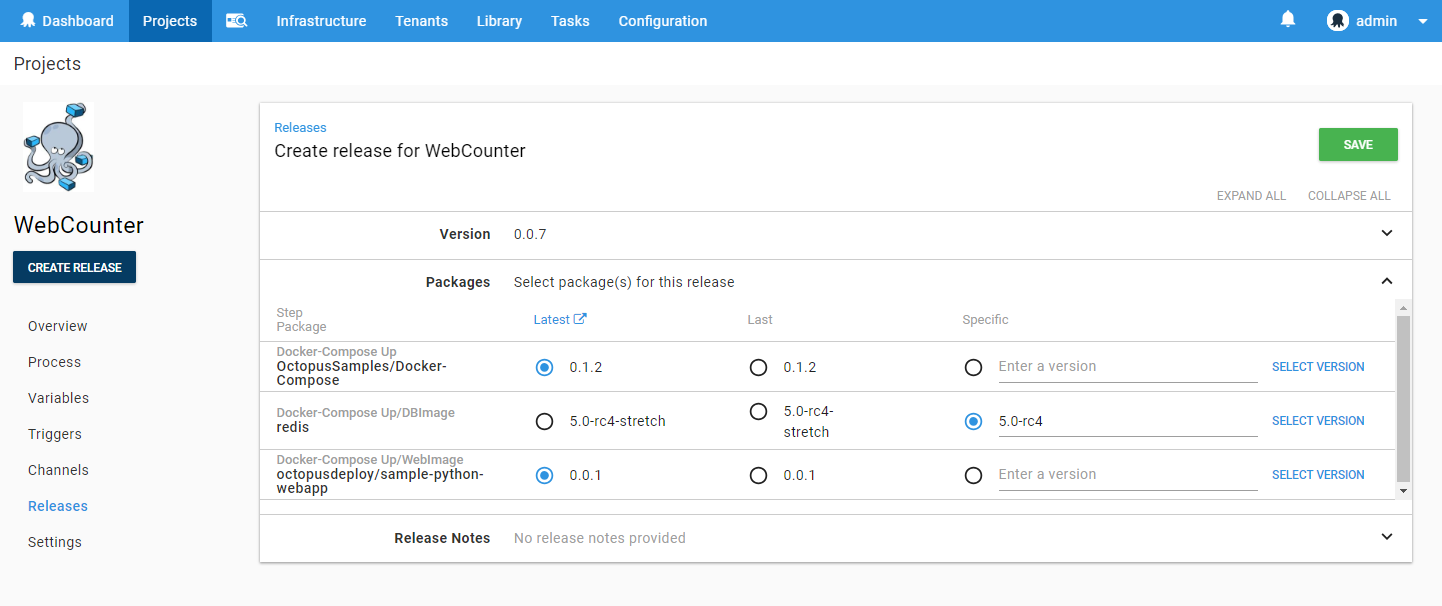 Dashboard Projects Infrastructure Tenants Library Tasks Configuration admin
Projects
WebCounter
CREATE RELEASE
Overview
Process
Variables
Triggers
Channels
Releases
Settings
Releases
Create release for WebCounter
SAVE
EXPAND ALL COLLAPSE ALL
Version 0.0.7
Packages Select package(s) for this release
Step
Package
Latest Last Specific
Docker-Compose Up
OctopusSamples/Docker-
Compose
0.1.2 0.1.2 Enter a version SELECT VERSION
Docker-Compose Up/DBImage
redis
5.0-rc4-stretch
5.0-rc4-
stretch
5.0-rc4 SELECT VERSION
Docker-Compose Up/WebImage
octopusdeploy/sample-python-
webapp
0.0.1 0.0.1 Enter a version SELECT VERSION
Release Notes No release notes provided